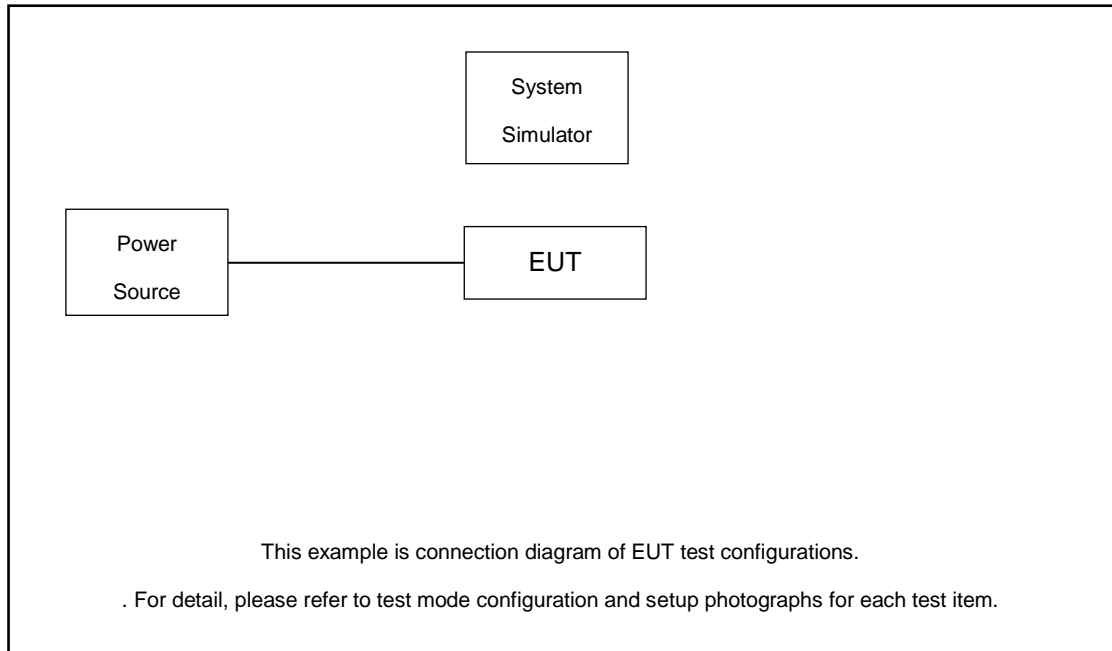 System
Simulator
Power
Source
EUT
This example is connection diagram of EUT test configurations.
. For detail, please refer to test mode configuration and setup photographs for each test item.